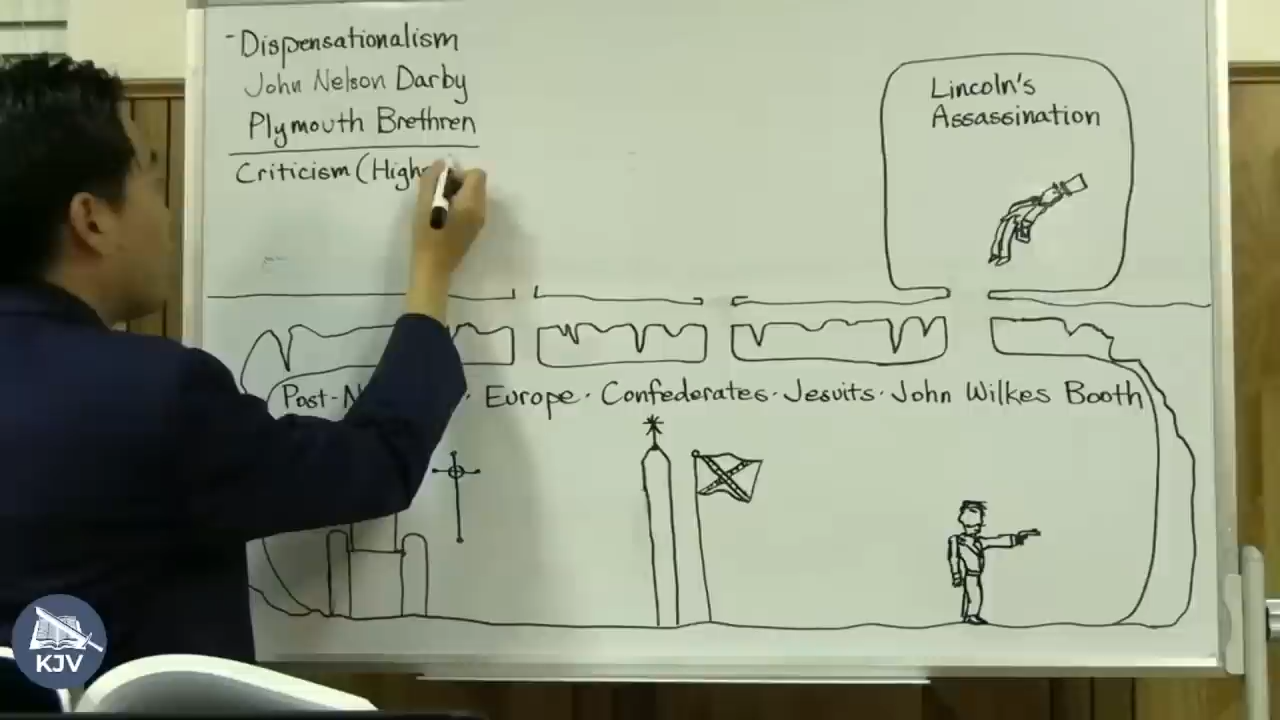 - Dispensationalism
John Nelson Darby
Plymouth Brethren
Criticism (High
Lincoln's
Assassination
Post-N · Europe · Confederates · Jesuits · John Wilkes Booth
KJV